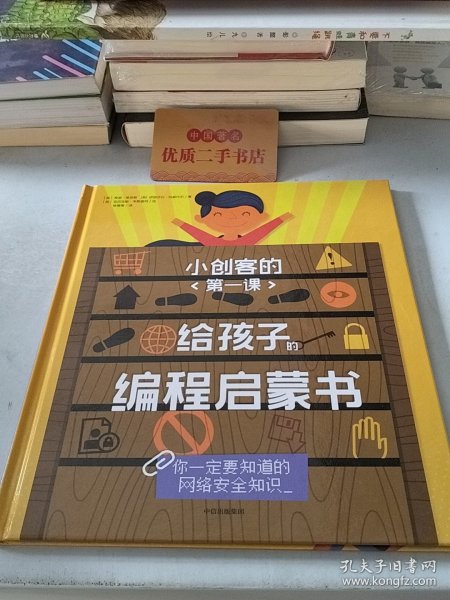 中国著名
优质二手书店
小创客的
<第一课>
给孩子的
编程启蒙书
你一定要知道的
网络安全知识_
中信出版集团
孔夫子旧书网
www.kongfz.com